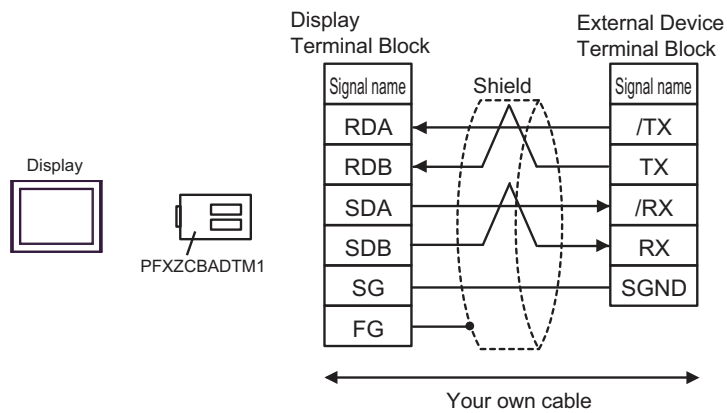 Display
Terminal Block
External Device
Terminal Block
Signal name
Shield
Signal name
RDA
/TX
RDB
TX
SDA
/RX
SDB
RX
SG
SGND
FG
Display
PFXZCBADTM1
Your own cable